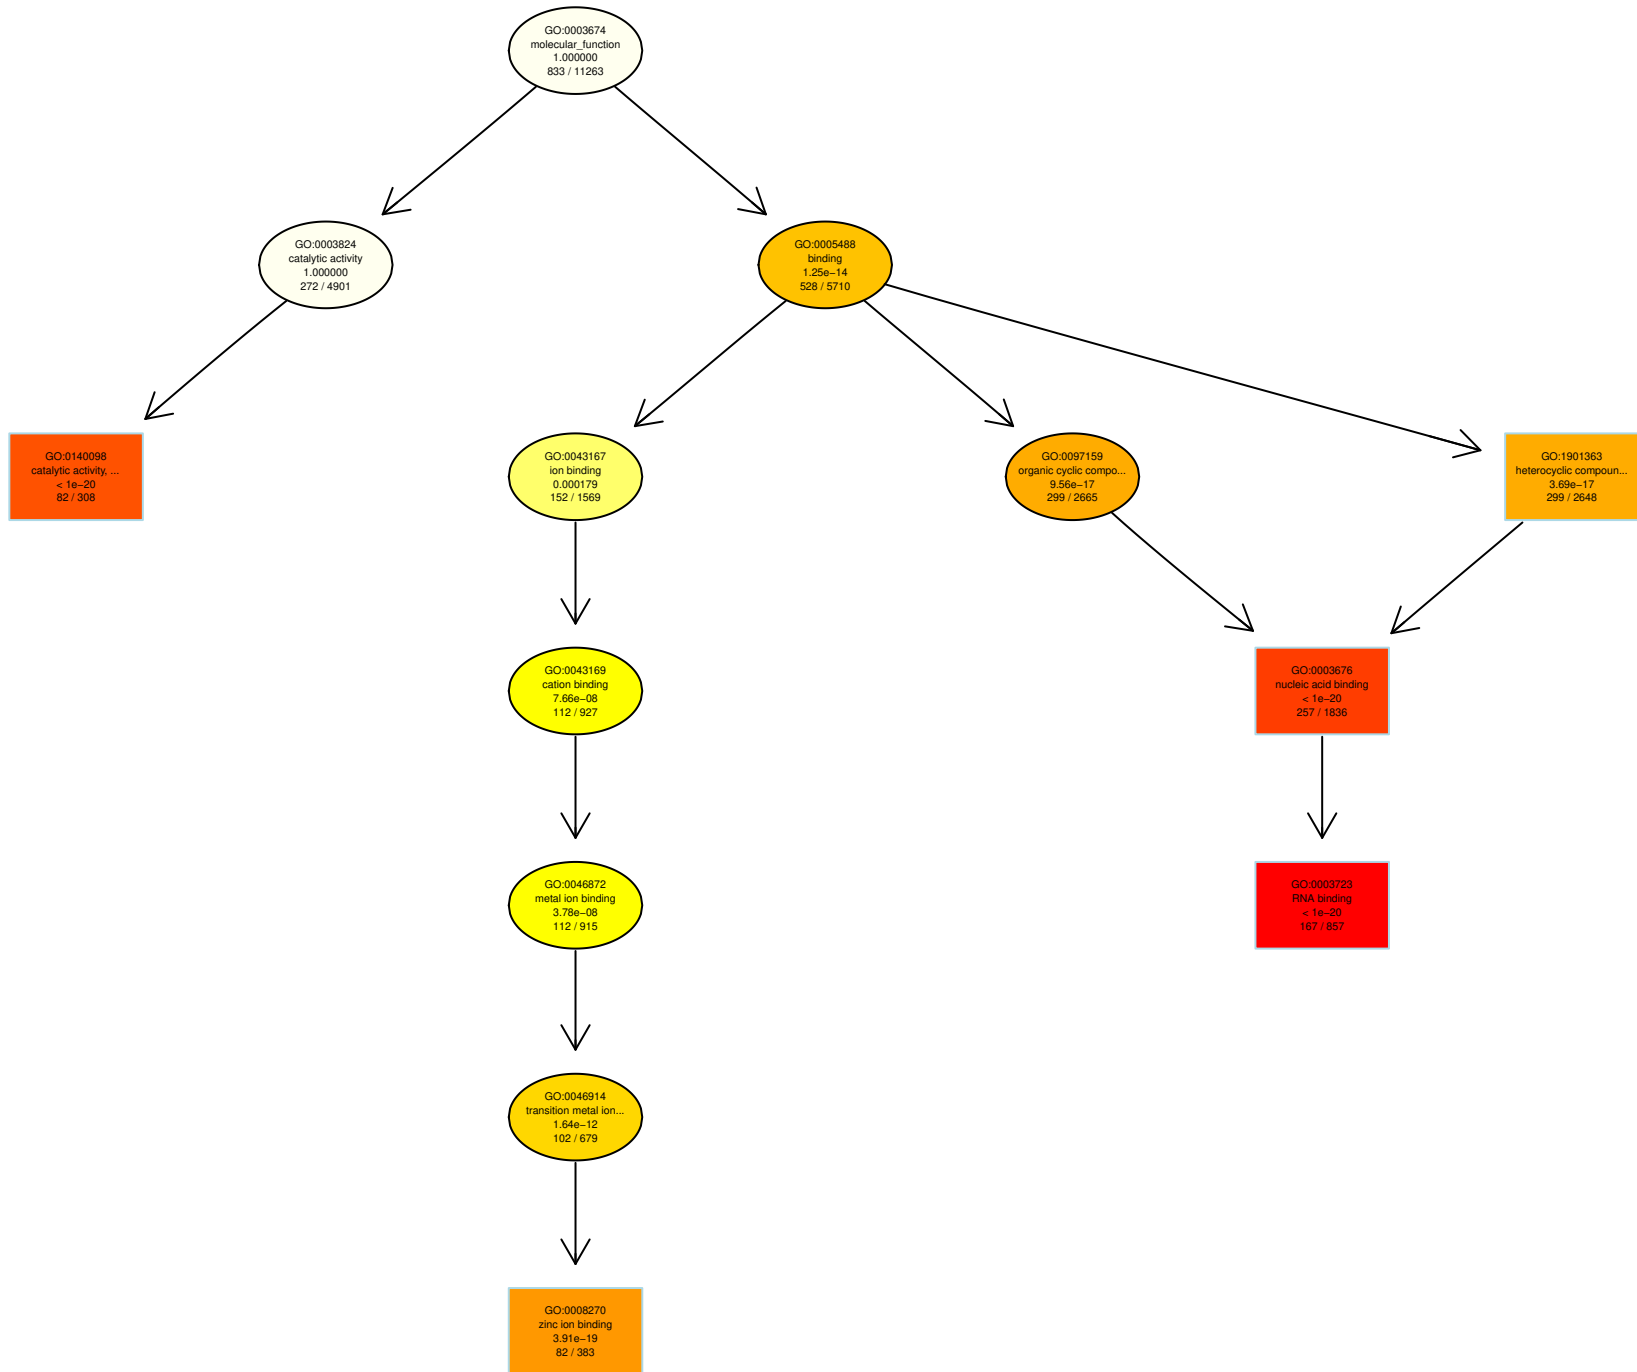 GO:0003674
molecular_function
1.000000
833 / 11263
GO:0003824
catalytic activity
1.000000
272 / 4901
GO:0005488
binding
1.25e−14
528 / 5710
GO:0140098
catalytic activity, ...
< 1e−20
82 / 308
GO:0043167
ion binding
0.000179
152 / 1569
GO:0097159
organic cyclic compo...
9.56e−17
299 / 2665
GO:1901363
heterocyclic compoun...
3.69e−17
299 / 2648
GO:0043169
cation binding
7.66e−08
112 / 927
GO:0003676
nucleic acid binding
< 1e−20
257 / 1836
GO:0046872
metal ion binding
3.78e−08
112 / 915
GO:0003723
RNA binding
< 1e−20
167 / 857
GO:0046914
transition metal ion...
1.64e−12
102 / 679
GO:0008270
zinc ion binding
3.91e−19
82 / 383